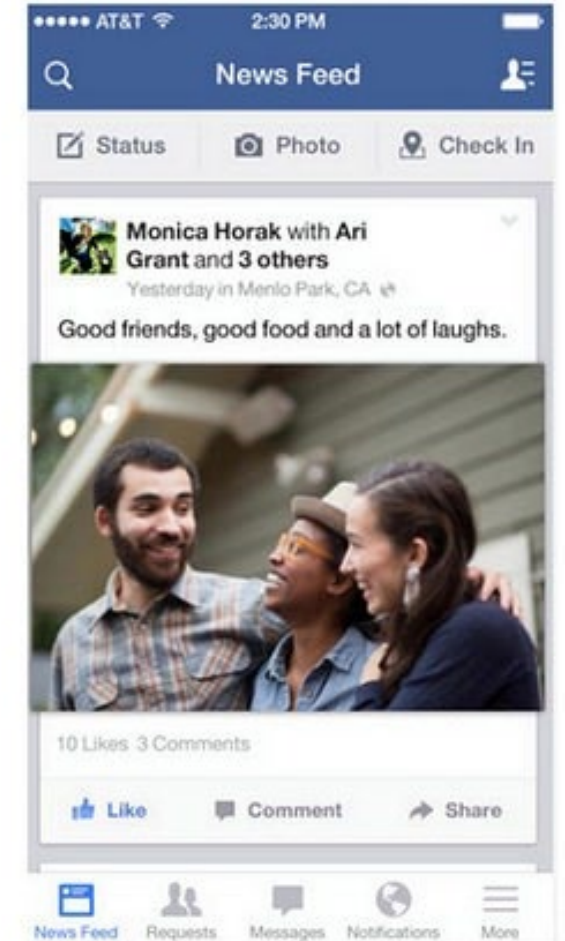 AT&T 2:30 PM
News Feed
Status Photo Check In
Monica Horak with Ari
Grant and 3 others
Yesterday in Menlo Park, CA
Good friends, good food and a lot of laughs.
10 Likes 3 Comments
Like Comment Share
News Feed Requests Messages Notifications More